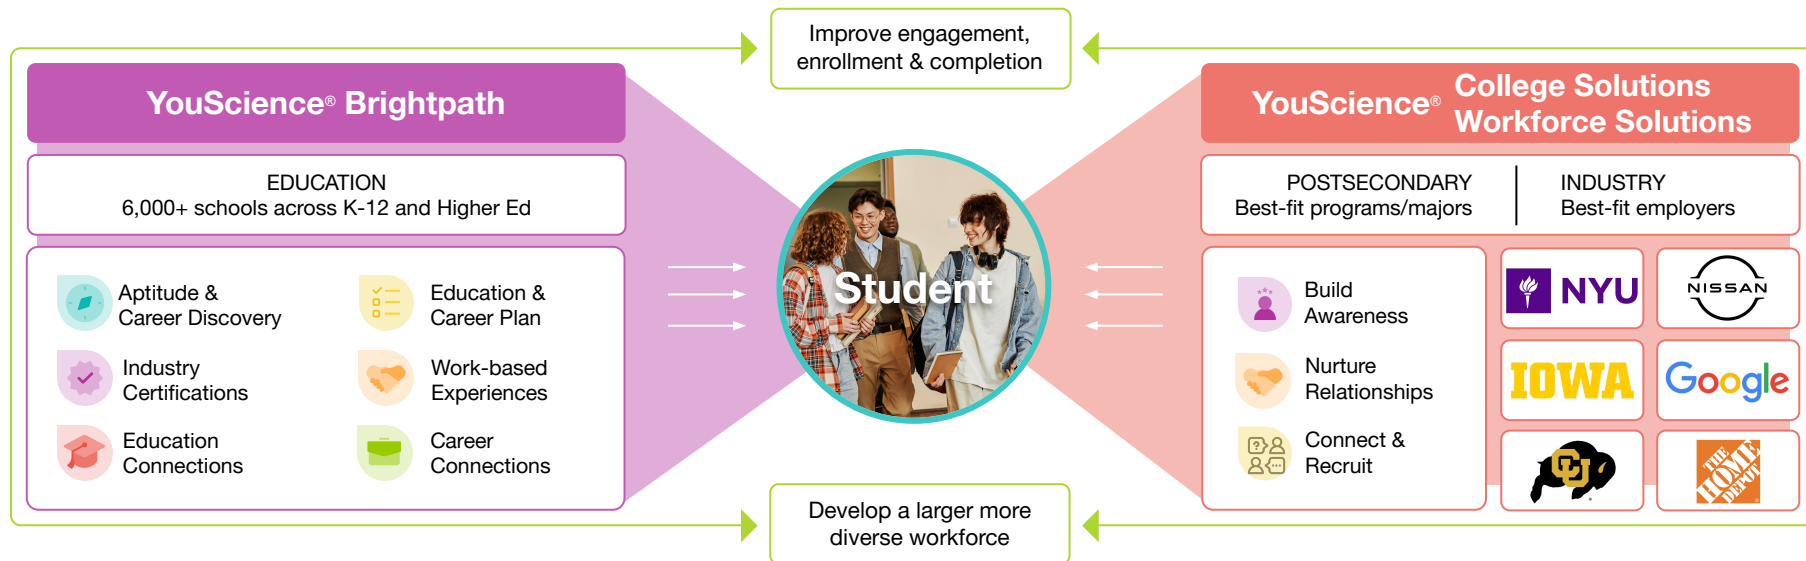 Improve engagement,
enrollment & completion
YouScience® Brightpath
EDUCATION
6,000+ schools across K-12 and Higher Ed
Aptitude &
Career Discovery
Education &
Career Plan
Industry
Certifications
Work-based
Experiences
Education
Connections
Career
Connections
Student
YouScience®
College Solutions
Workforce Solutions
POSTSECONDARY
Best-fit programs/majors
INDUSTRY
Best-fit employers
Build
Awareness
Nurture
Relationships
Connect &
Recruit
NYU
NISSAN
IOWA
Google
CU
THE
HOME
DEPOT
Develop a larger more
diverse workforce